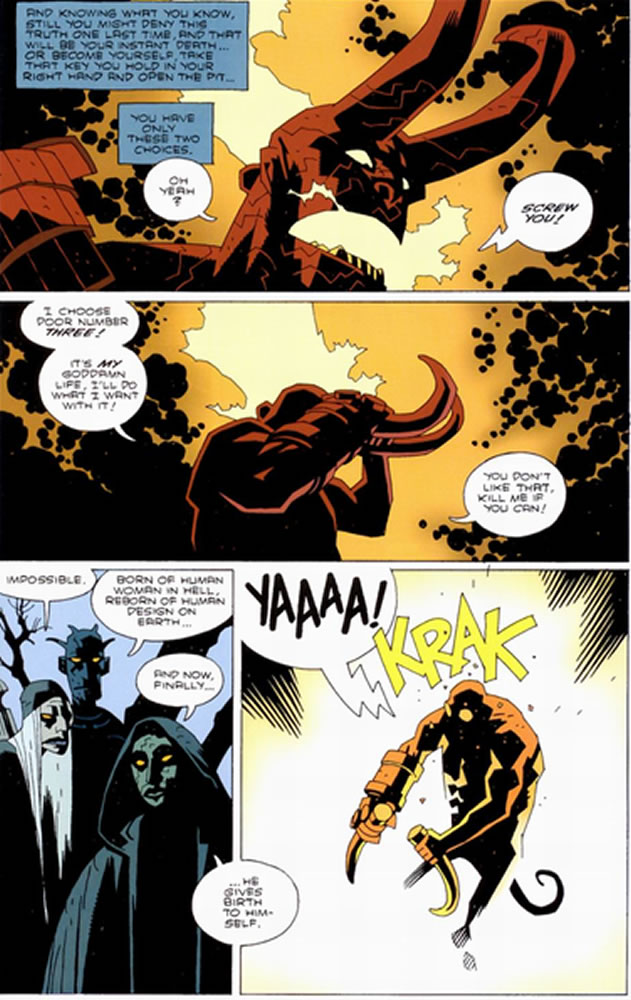 AND KNOWING WHAT YOU KNOW,
STILL YOU MIGHT DENY THIS
TRUTH ONE LAST TIME, AND THAT
WILL BE YOUR INSTANT DEATH...
OR BECOME YOURSELF, TAKE
THAT KEY YOU HOLD IN YOUR
RIGHT HAND AND OPEN THE PIT...
YOU HAVE
ONLY
THESE TWO
CHOICES.
OH
YEAH
?
SCREW
YOU!
I CHOOSE
DOOR NUMBER
THREE!
IT'S MY
GODDAMN
LIFE, I'LL DO
WHAT I WANT
WITH IT!
YOU DON'T
LIKE THAT,
KILL ME IF
YOU CAN!
IMPOSSIBLE.
BORN OF HUMAN
WOMAN IN HELL,
REBORN OF HUMAN
DESIGN ON
EARTH...
AND NOW,
FINALLY...
...HE
GIVES
BIRTH
TO HIM-
SELF.
YAAAA!
KRAK